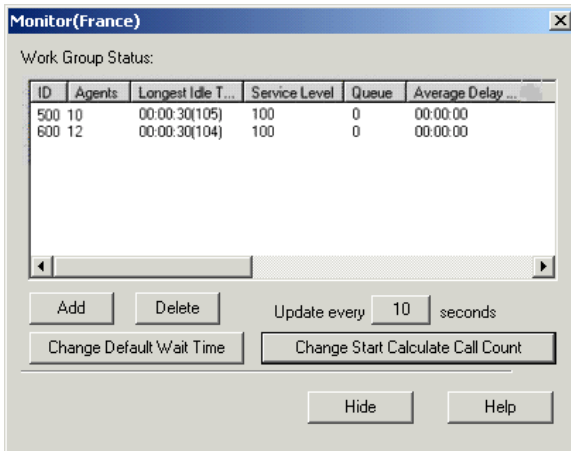 Monitor(France)
Work Group Status:
ID Agents Longest Idle T... Service Level Queue Average Delay ...
500 10 00:00:30(105) 100 0 00:00:00
600 12 00:00:30(104) 100 0 00:00:00
Add Delete Update every 10 seconds
Change Default Wait Time Change Start Calculate Call Count
Hide Help